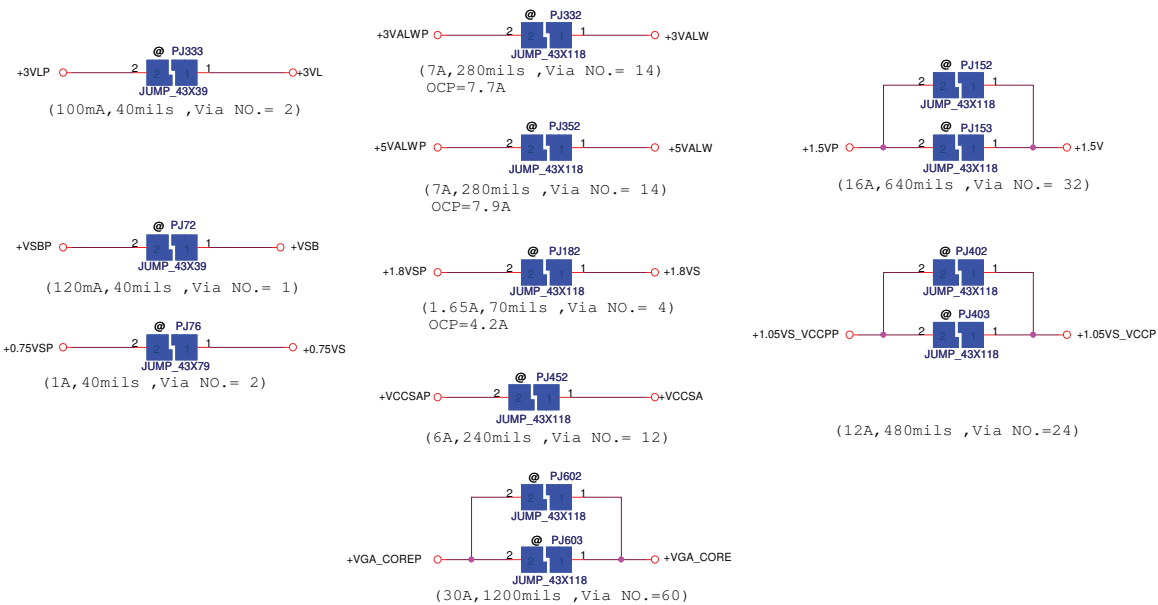 @ PJ333
+3VLP 2 2 1 1 +3VL
JUMP_43X39
(100mA,40mils ,Via NO.= 2)
@ PJ72
+VSBP 2 2 1 1 +VSB
JUMP_43X39
(120mA,40mils ,Via NO.= 1)
@ PJ76
+0.75VSP 2 2 1 1 +0.75VS
JUMP_43X79
(1A,40mils ,Via NO.= 2)
@ PJ332
+3VALWP 2 2 1 1 +3VALW
JUMP_43X118
(7A,280mils ,Via NO.= 14)
OCP=7.7A
@ PJ352
+5VALWP 2 2 1 1 +5VALW
JUMP_43X118
(7A,280mils ,Via NO.= 14)
OCP=7.9A
@ PJ182
+1.8VSP 2 2 1 1 +1.8VS
JUMP_43X118
(1.65A,70mils ,Via NO.= 4)
OCP=4.2A
@ PJ452
+VCCSAP 2 2 1 1 +VCCSA
JUMP_43X118
(6A,240mils ,Via NO.= 12)
@ PJ602
2 2 1 1
JUMP_43X118
@ PJ603
+VGA_COREP 2 2 1 1 +VGA_CORE
JUMP_43X118
(30A,1200mils ,Via NO.=60)
@ PJ152
2 2 1 1
JUMP_43X118
@ PJ153
+1.5VP 2 2 1 1 +1.5V
JUMP_43X118
(16A,640mils ,Via NO.= 32)
@ PJ402
2 2 1 1
JUMP_43X118
@ PJ403
+1.05VS_VCCPP 2 2 1 1 +1.05VS_VCCP
JUMP_43X118
(12A,480mils ,Via NO.=24)